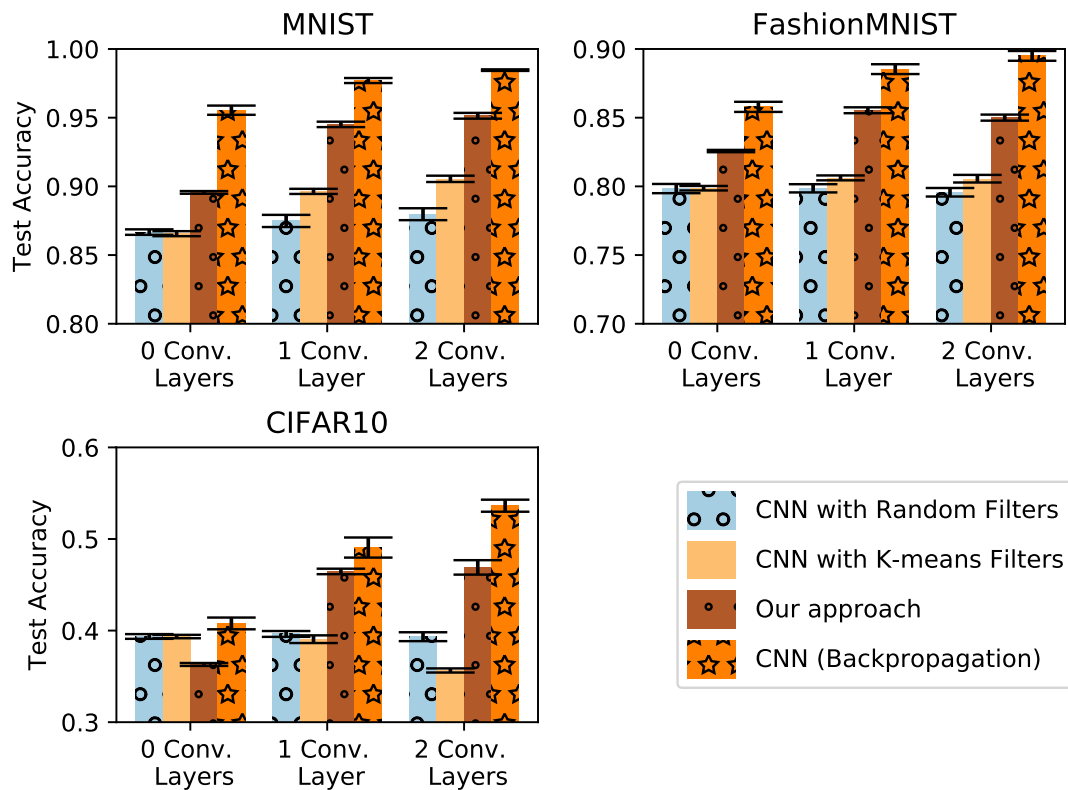 MNIST
Test Accuracy
1.00
0.95
0.90
0.85
0.80
0 Conv.
Layers
1 Conv.
Layer
2 Conv.
Layers
FashionMNIST
0.90
0.85
0.80
0.75
0.70
0 Conv.
Layers
1 Conv.
Layer
2 Conv.
Layers
CIFAR10
Test Accuracy
0.6
0.5
0.4
0.3
0 Conv.
Layers
1 Conv.
Layer
2 Conv.
Layers
CNN with Random Filters
CNN with K-means Filters
Our approach
CNN (Backpropagation)